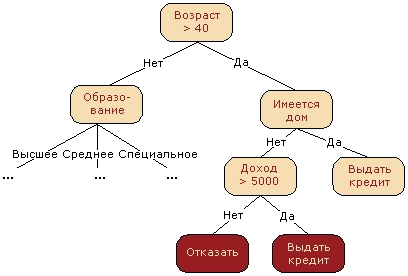 Возраст
> 40
Нет
Да
Образо-
вание
Имеется
дом
Высшее Среднее Специальное
... ... ...
Нет
Да
Доход
> 5000
Выдать
кредит
Нет
Да
Отказать
Выдать
кредит